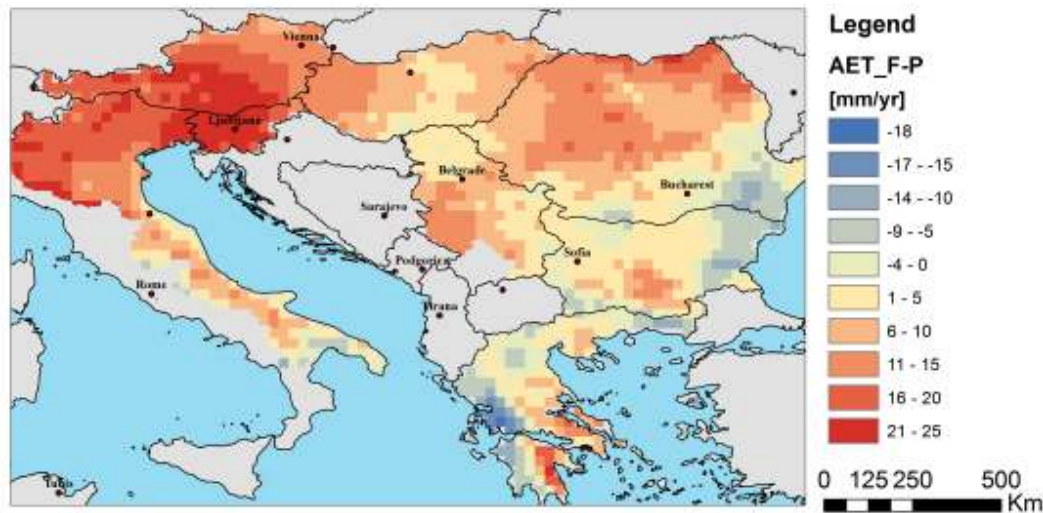 Vienna
Ljubljana
Belgrade
Bucharest
Sarajevo
Sofia
Podgorica
Rome
Tirana
Tunis
Legend
AET_F-P
[mm/yr]
-18
-17 - -15
-14 - -10
-9 - -5
-4 - 0
1 - 5
6 - 10
11 - 15
16 - 20
21 - 25
0 125 250 500
Km